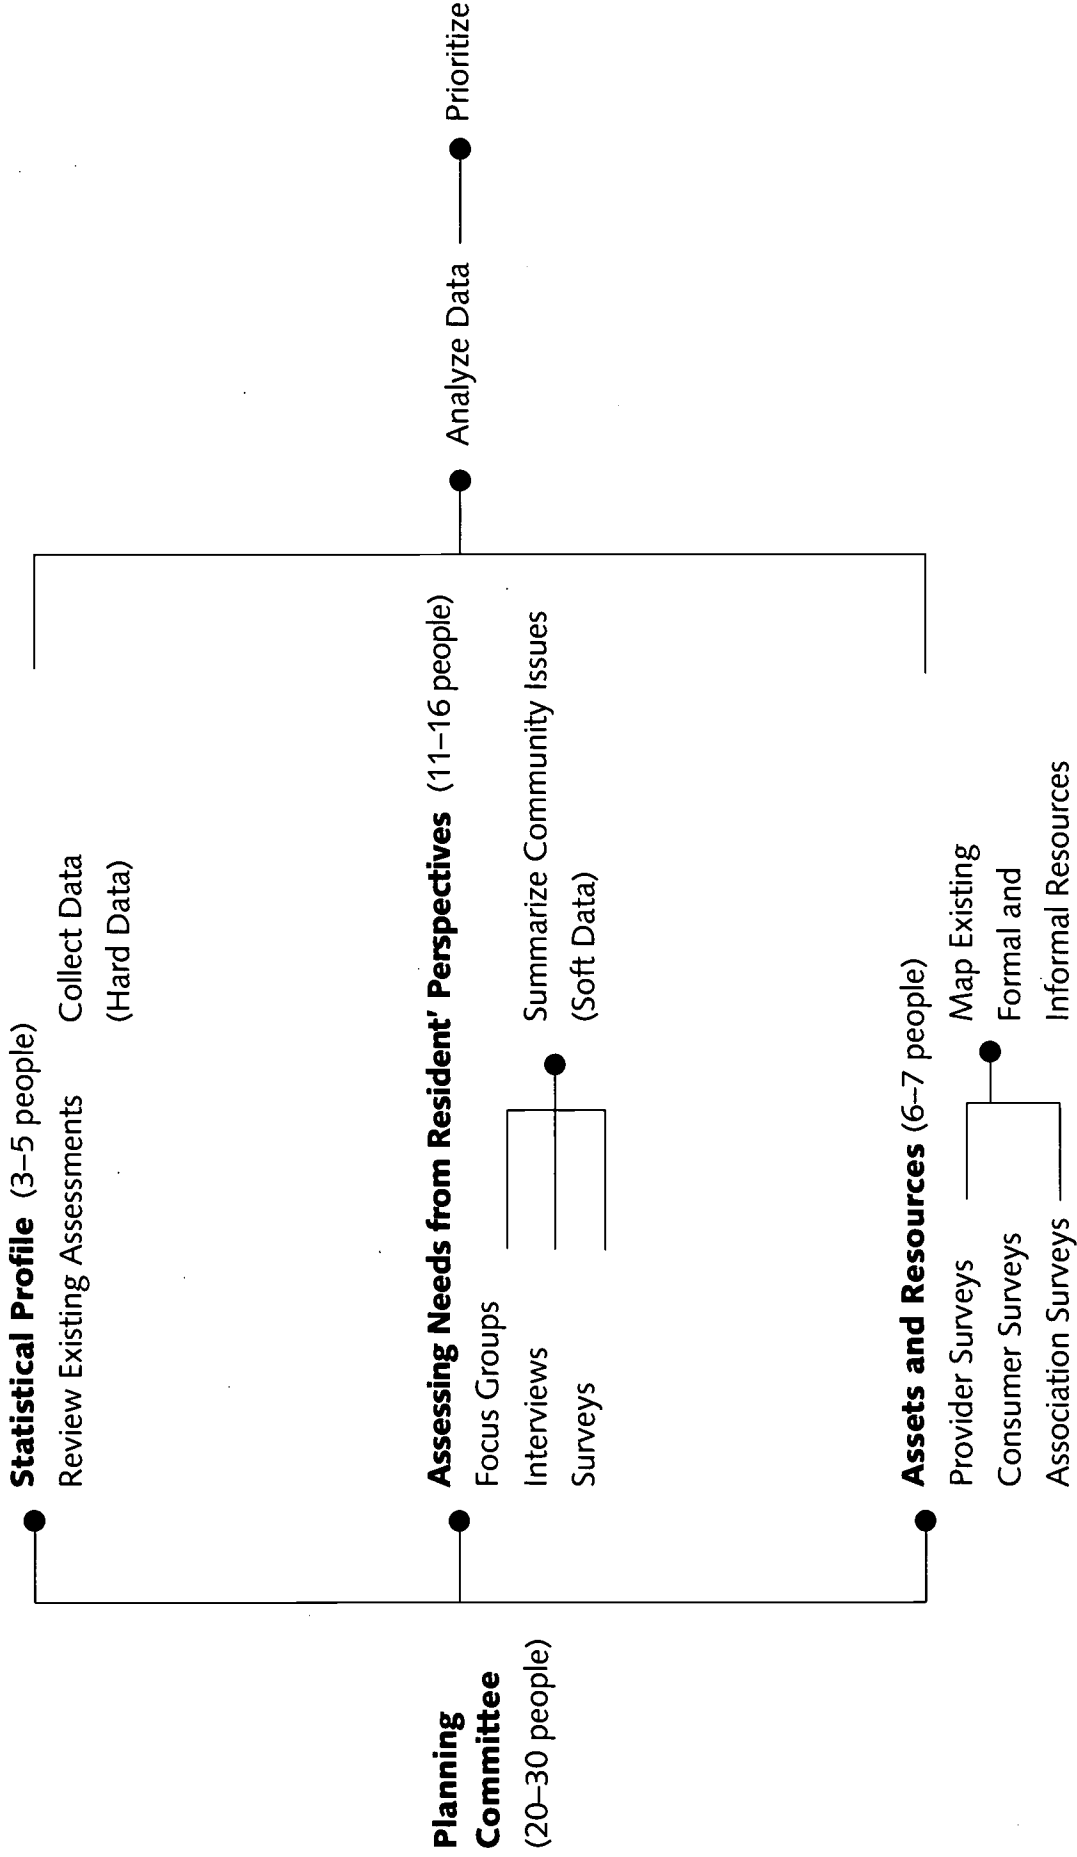 Planning
Committee
(20–30 people)
Statistical Profile (3–5 people)
Review Existing Assessments
Collect Data
(Hard Data)
Assessing Needs from Resident' Perspectives (11–16 people)
Focus Groups
Interviews
Surveys
Summarize Community Issues
(Soft Data)
Assets and Resources (6–7 people)
Provider Surveys
Consumer Surveys
Association Surveys
Map Existing
Formal and
Informal Resources
Analyze Data
Prioritize